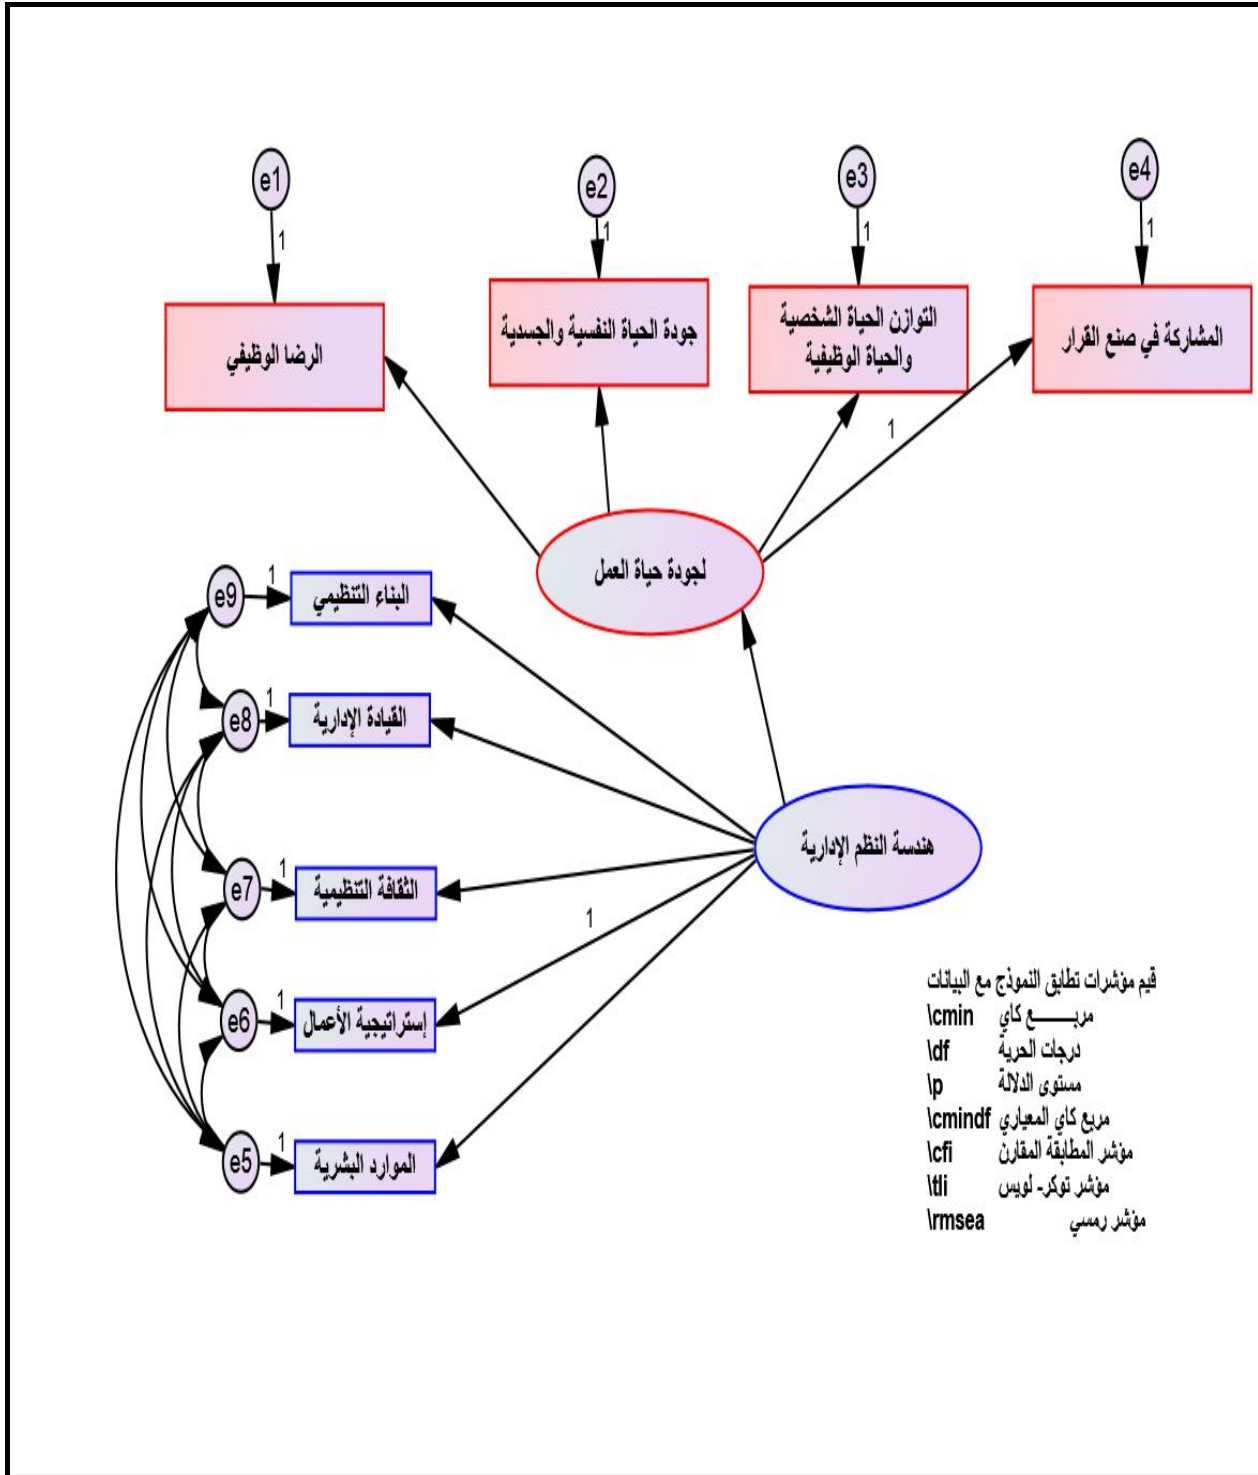 e1
e2
e3
e4
1
1
1
1
الرضا الوظيفي
جودة الحياة النفسية والجسدية
التوازن الحياة الشخصية
والحياة الوظيفية
المشاركة في صنع القرار
1
لجودة حياة العمل
e9
1
البناء التنظيمي
e8
1
القيادة الإدارية
هندسة النظم الإدارية
e7
1
الثقافة التنظيمية
1
e6
1
إستراتيجية الأعمال
e5
1
الموارد البشرية
قيم مؤشرات تطابق النموذج مع البيانات
مربـــــع كاي \cmin
درجات الحرية \df
مستوى الدلالة \p
مربع كاي المعياري \cmindf
مؤشر المطابقة المقارن \cfi
مؤشر توكر- لويس \tli
مؤشر رمسي \rmsea